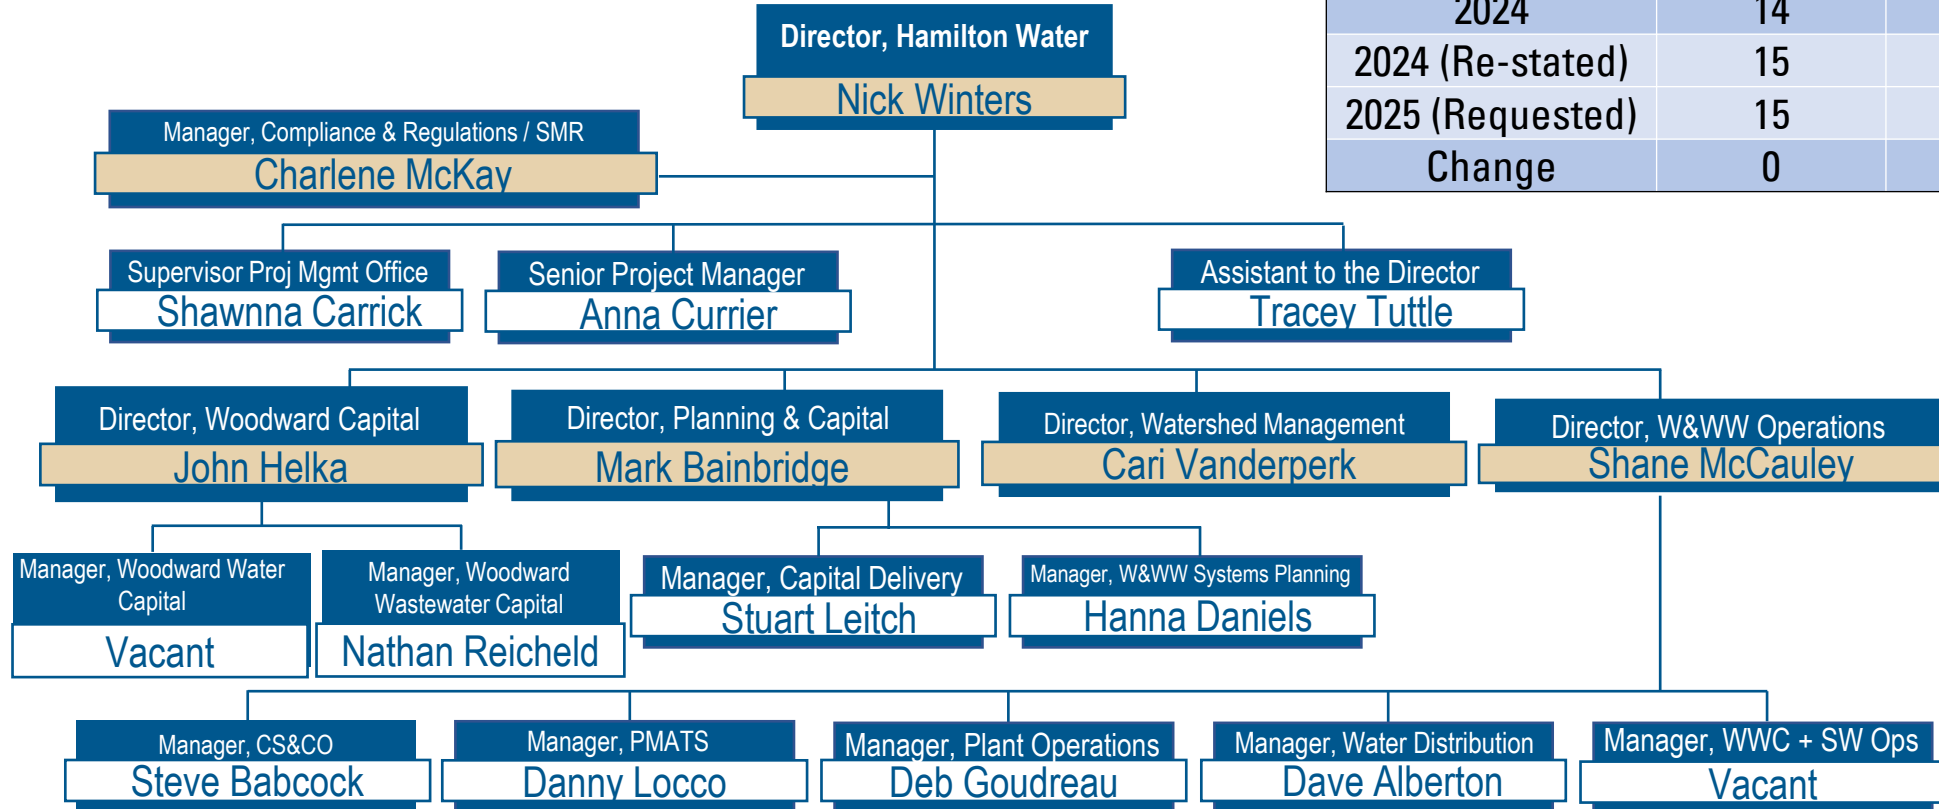 Director, Hamilton Water
Nick Winters
2024 14
2024 (Re-stated) 15
2025 (Requested) 15
Change 0
Manager, Compliance & Regulations / SMR
Charlene McKay
Supervisor Proj Mgmt Office
Shawnna Carrick
Senior Project Manager
Anna Currier
Assistant to the Director
Tracey Tuttle
Director, Woodward Capital
John Helka
Director, Planning & Capital
Mark Bainbridge
Director, Watershed Management
Cari Vanderperk
Director, W&WW Operations
Shane McCauley
Manager, Woodward Water
Capital
Vacant
Manager, Woodward
Wastewater Capital
Nathan Reicheld
Manager, Capital Delivery
Stuart Leitch
Manager, W&WW Systems Planning
Hanna Daniels
Manager, CS&CO
Steve Babcock
Manager, PMATS
Danny Locco
Manager, Plant Operations
Deb Goudreau
Manager, Water Distribution
Dave Alberton
Manager, WWC + SW Ops
Vacant